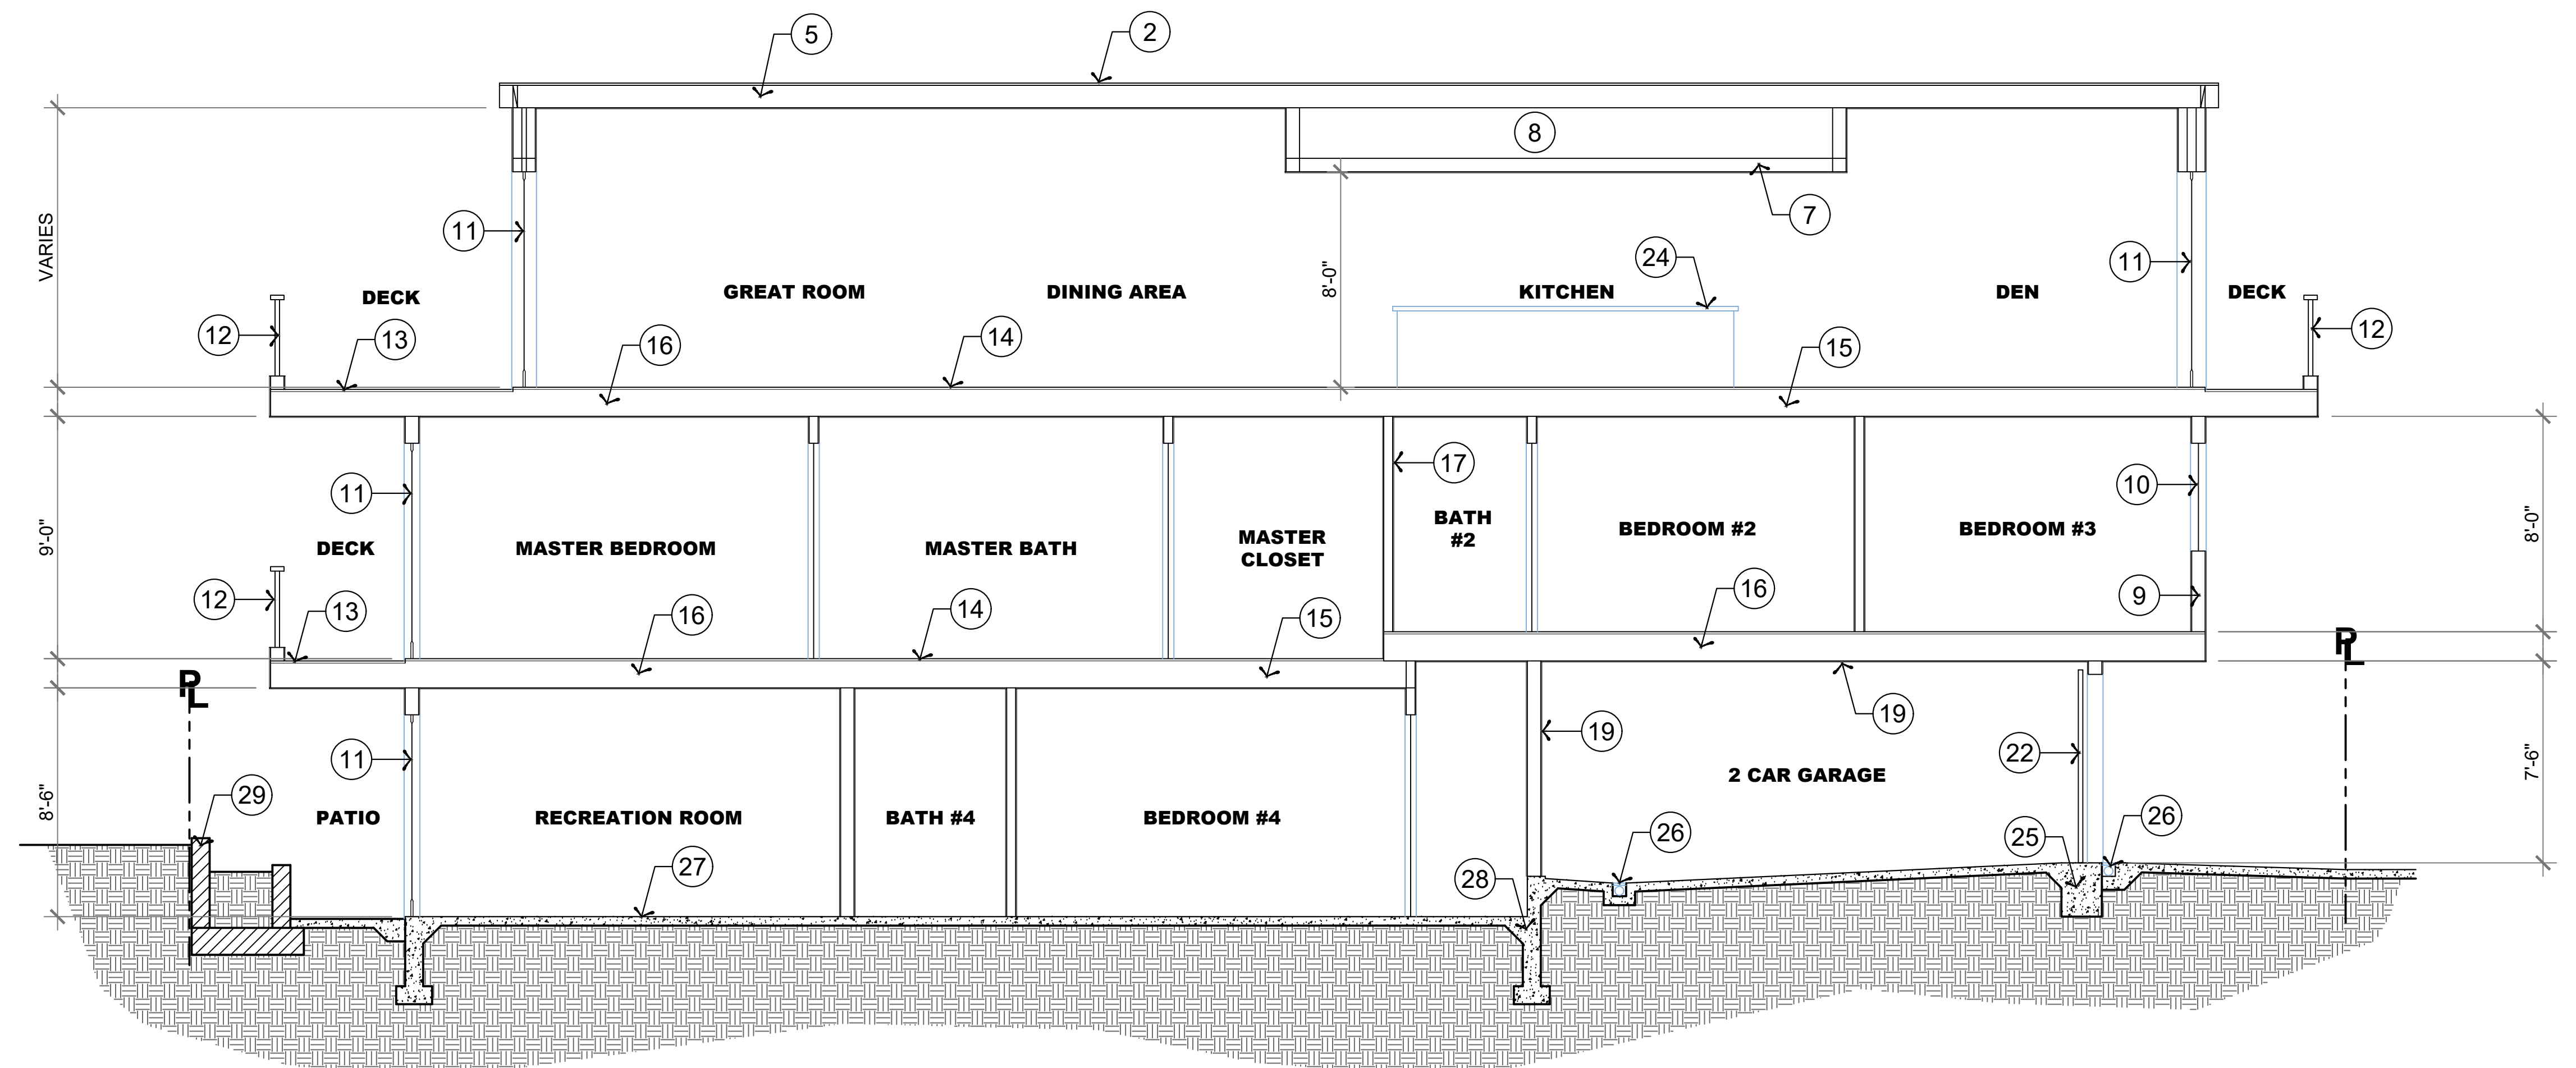 5
2
8
7
11
24
11
VARIES
8'-0"
DECK
GREAT ROOM
DINING AREA
KITCHEN
DEN
DECK
12
13
16
14
15
12
17
11
10
9'-0"
8'-0"
DECK
MASTER BEDROOM
MASTER BATH
MASTER
CLOSET
BATH
#2
BEDROOM #2
BEDROOM #3
12
13
16
14
15
16
9
PL
PL
19
19
11
22
8'-6"
7'-6"
29
PATIO
RECREATION ROOM
BATH #4
BEDROOM #4
2 CAR GARAGE
27
28
26
25
26